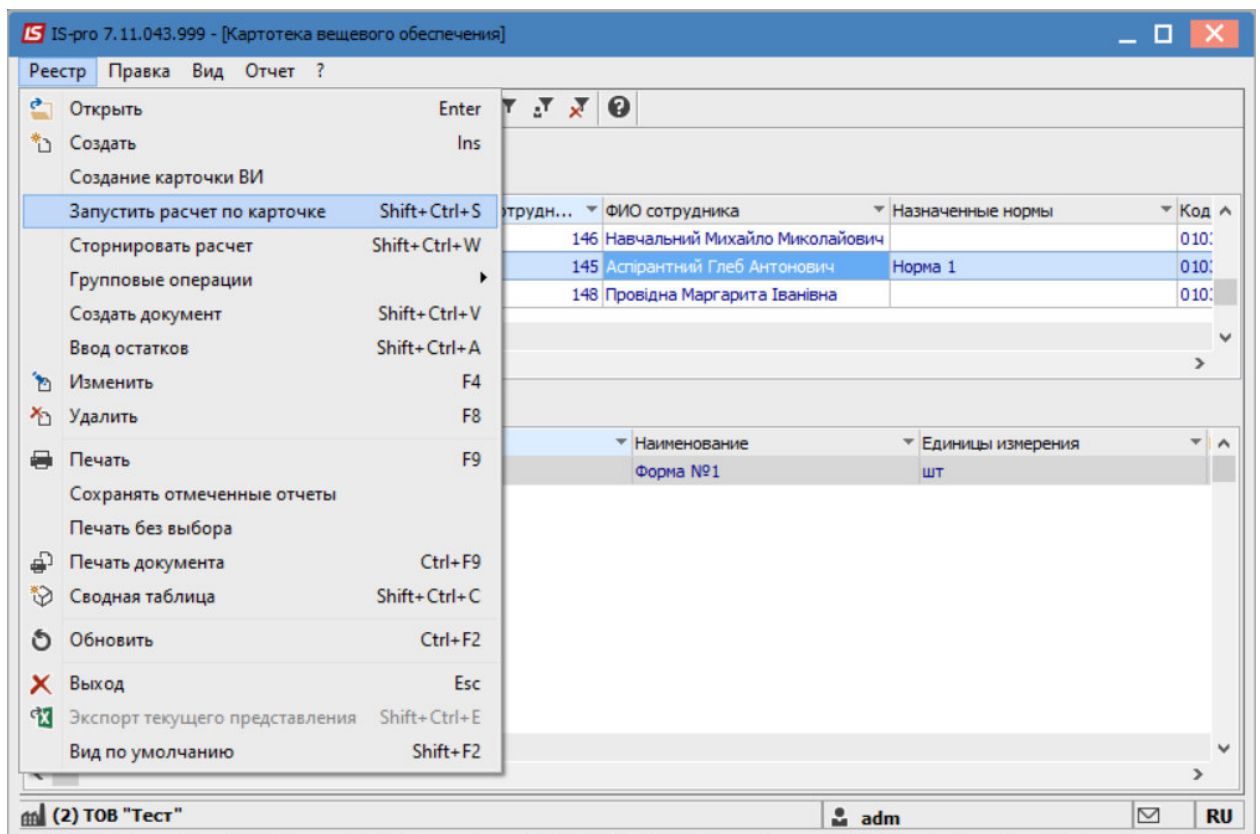 IS-pro 7.11.043.999 - [Картотека вещевого обеспечения]
Реестр Правка Вид Отчет ?
Открыть Enter
Создать Ins
Создание карточки ВИ
Запустить расчет по карточке Shift+Ctrl+S
Сторнировать расчет Shift+Ctrl+W
Групповые операции
Создать документ Shift+Ctrl+V
Ввод остатков Shift+Ctrl+A
Изменить F4
Удалить F8
Печать F9
Сохранять отмеченные отчеты
Печать без выбора
Печать документа Ctrl+F9
Сводная таблица Shift+Ctrl+C
Обновить Ctrl+F2
Выход Esc
Экспорт текущего представления Shift+Ctrl+E
Вид по умолчанию Shift+F2
отрудн... ФИО сотрудника Назначенные нормы Код
146 Навчальний Михайло Миколайович 010
145 Аспірантний Глеб Антонович Норма 1 010
148 Провідна Маргарита Іванівна 010
Наименование Единицы измерения
Форма №1 шт
(2) ТОВ "Тест" adm RU